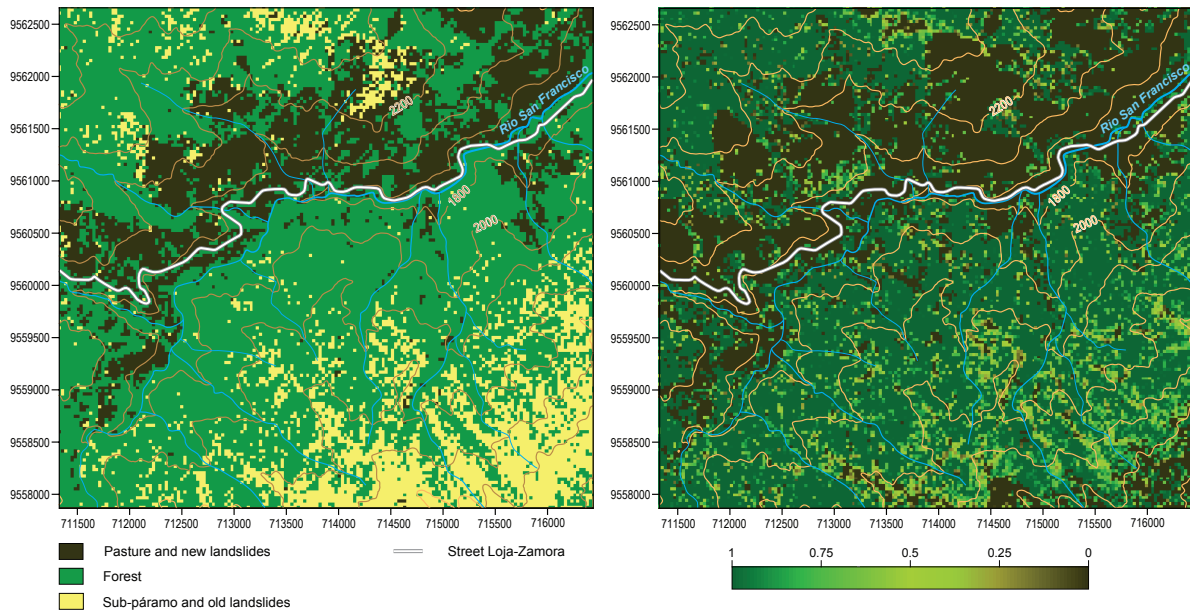 9562500
9562000
9561500
9561000
9560500
9560000
9559500
9559000
9558500
9558000
711500 712000 712500 713000 713500 714000 714500 715000 715500 716000
2200
Rio San Francisco
1800
2000
9562500
9562000
9561500
9561000
9560500
9560000
9559500
9559000
9558500
9558000
711500 712000 712500 713000 713500 714000 714500 715000 715500 716000
2200
Rio San Francisco
1800
2000
Pasture and new landslides
Forest
Sub-páramo and old landslides
Street Loja-Zamora
1 0.75 0.5 0.25 0